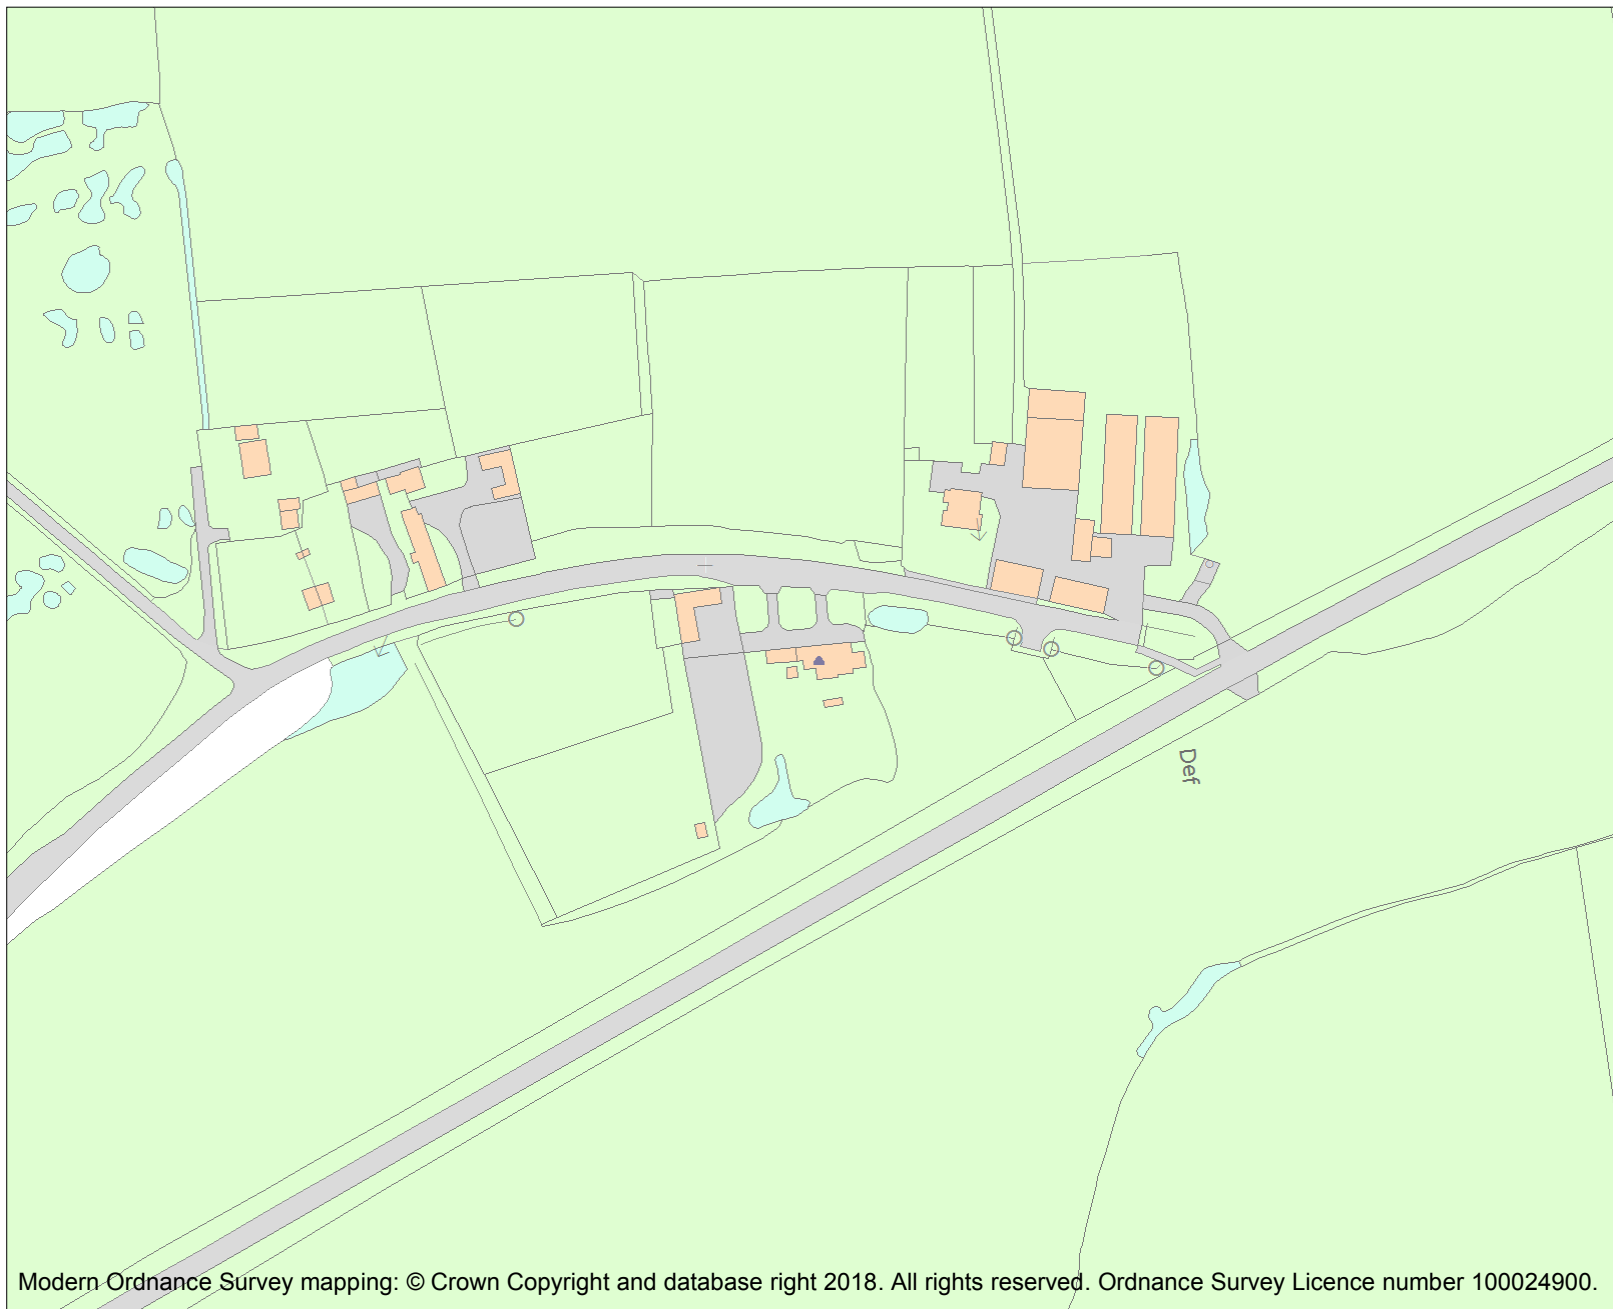 Def
Modern Ordnance Survey mapping: © Crown Copyright and database right 2018. All rights reserved. Ordnance Survey Licence number 100024900.